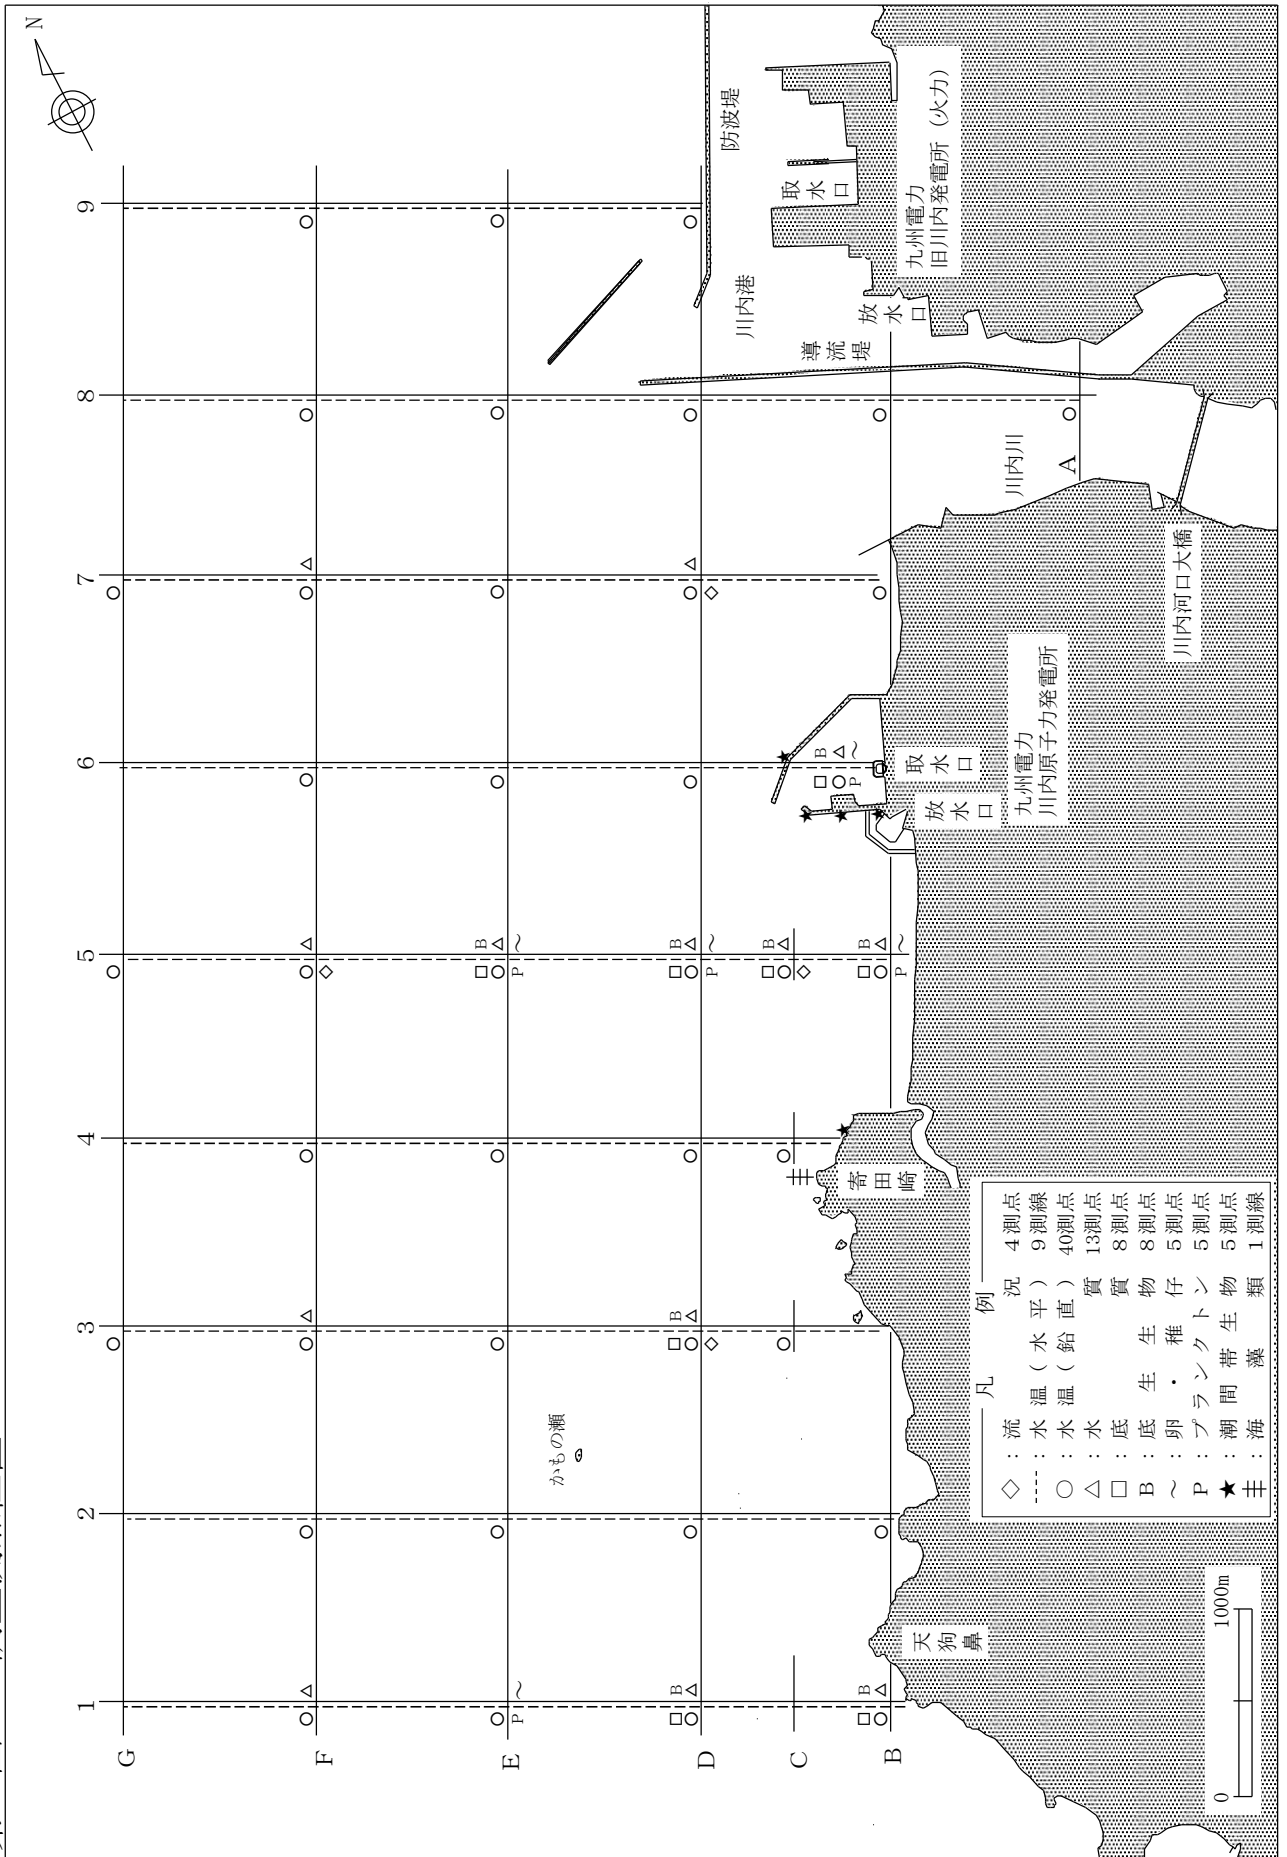 N
1
2
3
4
5
6
7
8
9
G
F
E
D
C
B
A
防波堤
川内港
導流堤
取水口
放水口
九州電力
旧川内発電所（火力）
川内川
川内河口大橋
取水口
放水口
九州電力
川内原子力発電所
寄田崎
かもの瀬
天狗鼻
凡例
◇：流況 4測点
----：水温（水平） 9測線
○：水温（鉛直） 40測点
△：水質 13測点
□：底質 8測点
B：底生生物 8測点
～：卵・稚仔 5測点
P：プランクトン 5測点
★：潮間帯生物 5測点
：海藻類 1測線
0 1000m